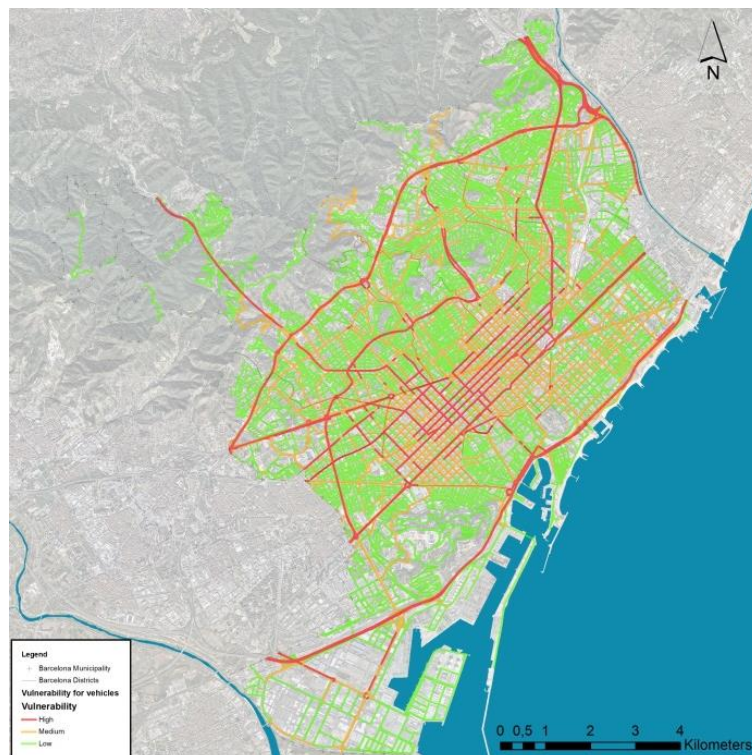 N
Legend
Barcelona Municipality
Barcelona Districts
Vulnerability for vehicles
Vulnerability
High
Medium
Low
0 0,5 1 2 3 4
Kilometers